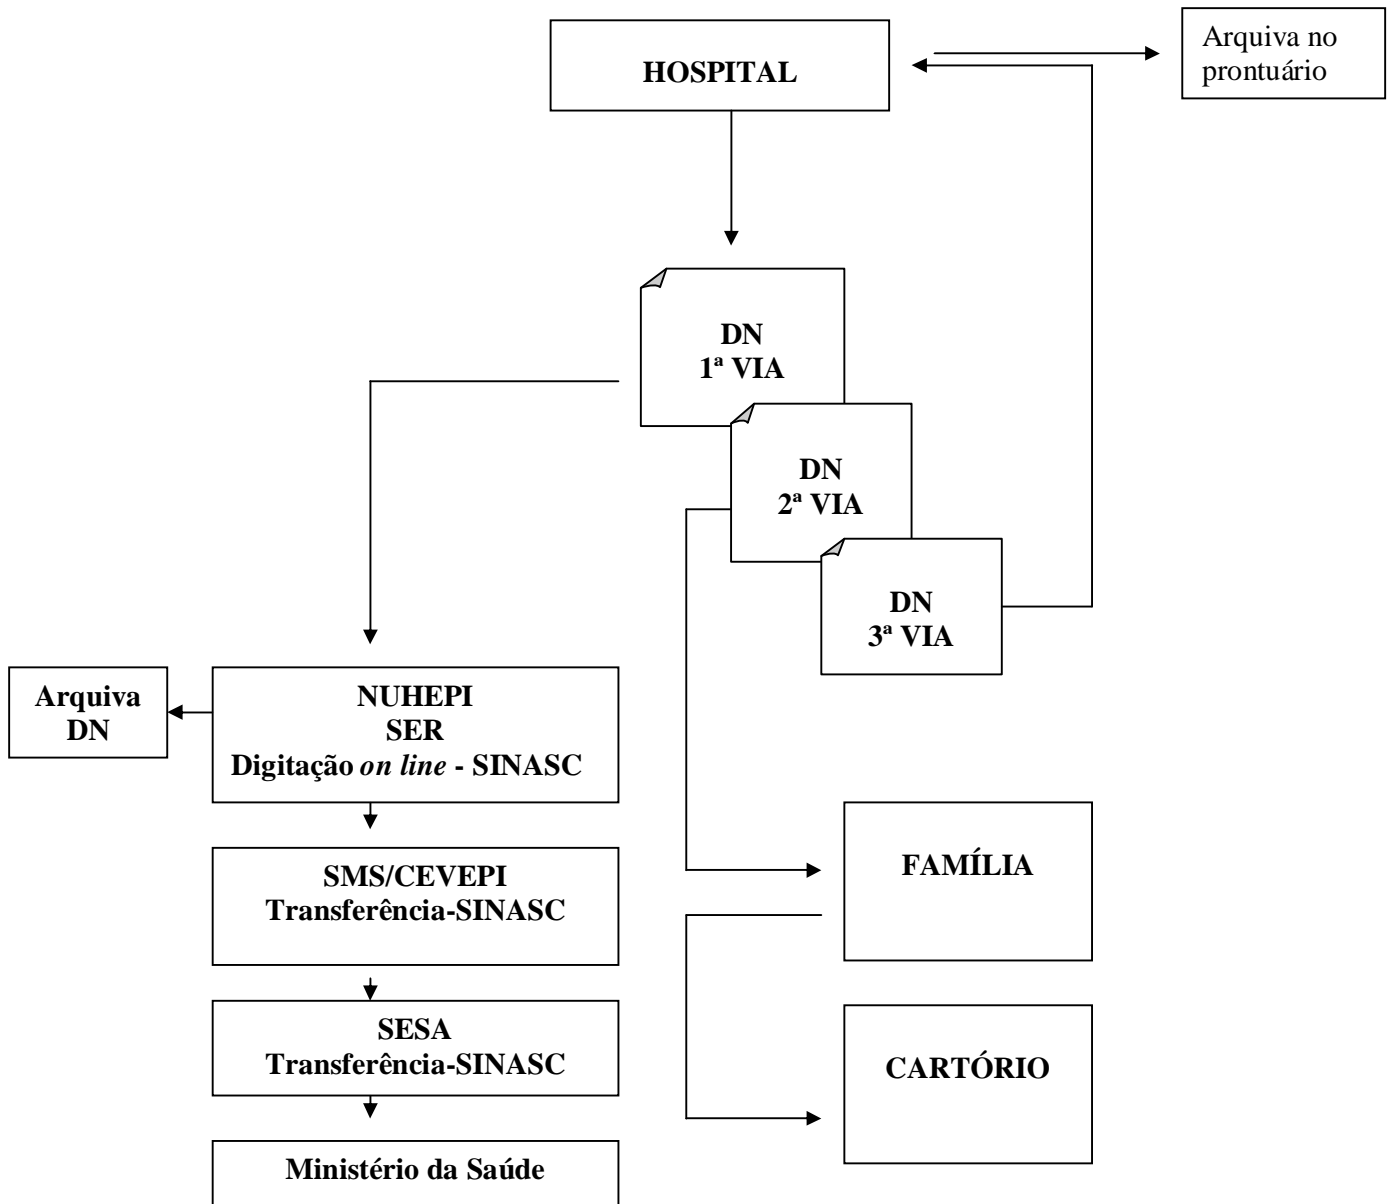 HOSPITAL
Arquiva no
prontuário
DN
1ª VIA
DN
2ª VIA
DN
3ª VIA
Arquiva
DN
NUHEPI
SER
Digitação on line - SINASC
SMS/CEVEPI
Transferência-SINASC
SESA
Transferência-SINASC
Ministério da Saúde
FAMÍLIA
CARTÓRIO